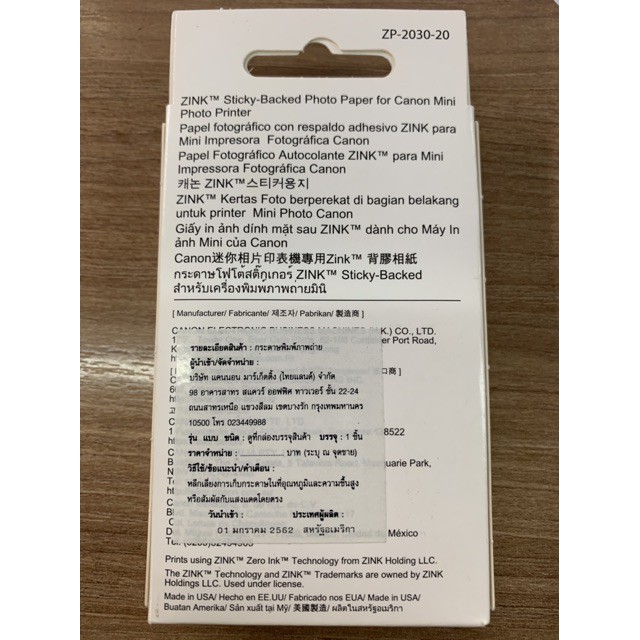 ZP-2030-20
ZINK™ Sticky-Backed Photo Paper for Canon Mini
Photo Printer
Papel fotográfico con respaldo adhesivo ZINK para
Mini Impresora Fotográfica Canon
Papel Fotográfico Autocolante ZINK™ para Mini
Impressora Fotográfica Canon
캐논 ZINK™스티커용지
ZINK™ Kertas Foto berperekat di bagian belakang
untuk printer Mini Photo Canon
Giấy in ảnh dính mặt sau ZINK™ dành cho Máy In
ảnh Mini của Canon
Canon迷你相片印表機專用Zink™ 背膠相紙
กระดาษโฟโต้สติ๊กเกอร์ ZINK™ Sticky-Backed
สำหรับเครื่องพิมพภาพถ่ายมินิ
[ Manufacturer/ Fabricante/ 제조자/ Pabrikan/ 製造商 ]
CANON ELECTRONIC BUSINESS MACHINES (H.K.) CO., LTD.
Port Road,
รายละเอียดสินค้า : กระดาษพิมพ์ภาพถ่าย
ผู้นำเข้า/จัดจำหน่าย :
บริษัท แคนนอน มาร์เก็ตติ้ง (ไทยแลนด์) จำกัด
98 อาคารสาทร สแควร์ ออฟฟิศ ทาวเวอร์ ชั้น 22-24
ถนนสาทรเหนือ แขวงสีลม เขตบางรัก กรุงเทพมหานคร
10500 โทร 023449988
รุ่น แบบ ชนิด : ดูที่กล่องบรรจุสินค้า บรรจุ : 1 ชิ้น
ราคาจำหน่าย : ________ บาท (ระบุ ณ จุดขาย)
วิธีใช้/ข้อแนะนำ/คำเตือน :
หลีกเลี่ยงการเก็บกระดาษในที่อุณหภูมิและความชื้นสูง
หรือสัมผัสกับแสงแดดโดยตรง
วันนำเข้า : ประเทศผู้ผลิต :
01 มกราคม 2562 สหรัฐอเมริกา
8522
Macquarie Park,
México
Prints using ZINK™ Zero Ink™ Technology from ZINK Holding LLC.
The ZINK™ Technology and ZINK™ Trademarks are owned by ZINK
Holdings LLC. Used under license.
Made in USA/ Hecho en EE.UU/ Fabricado nos EUA/ Made in USA/
Buatan Amerika/ Sản xuất tại Mỹ/ 美國製造/ ผลิตในสหรัฐอเมริกา